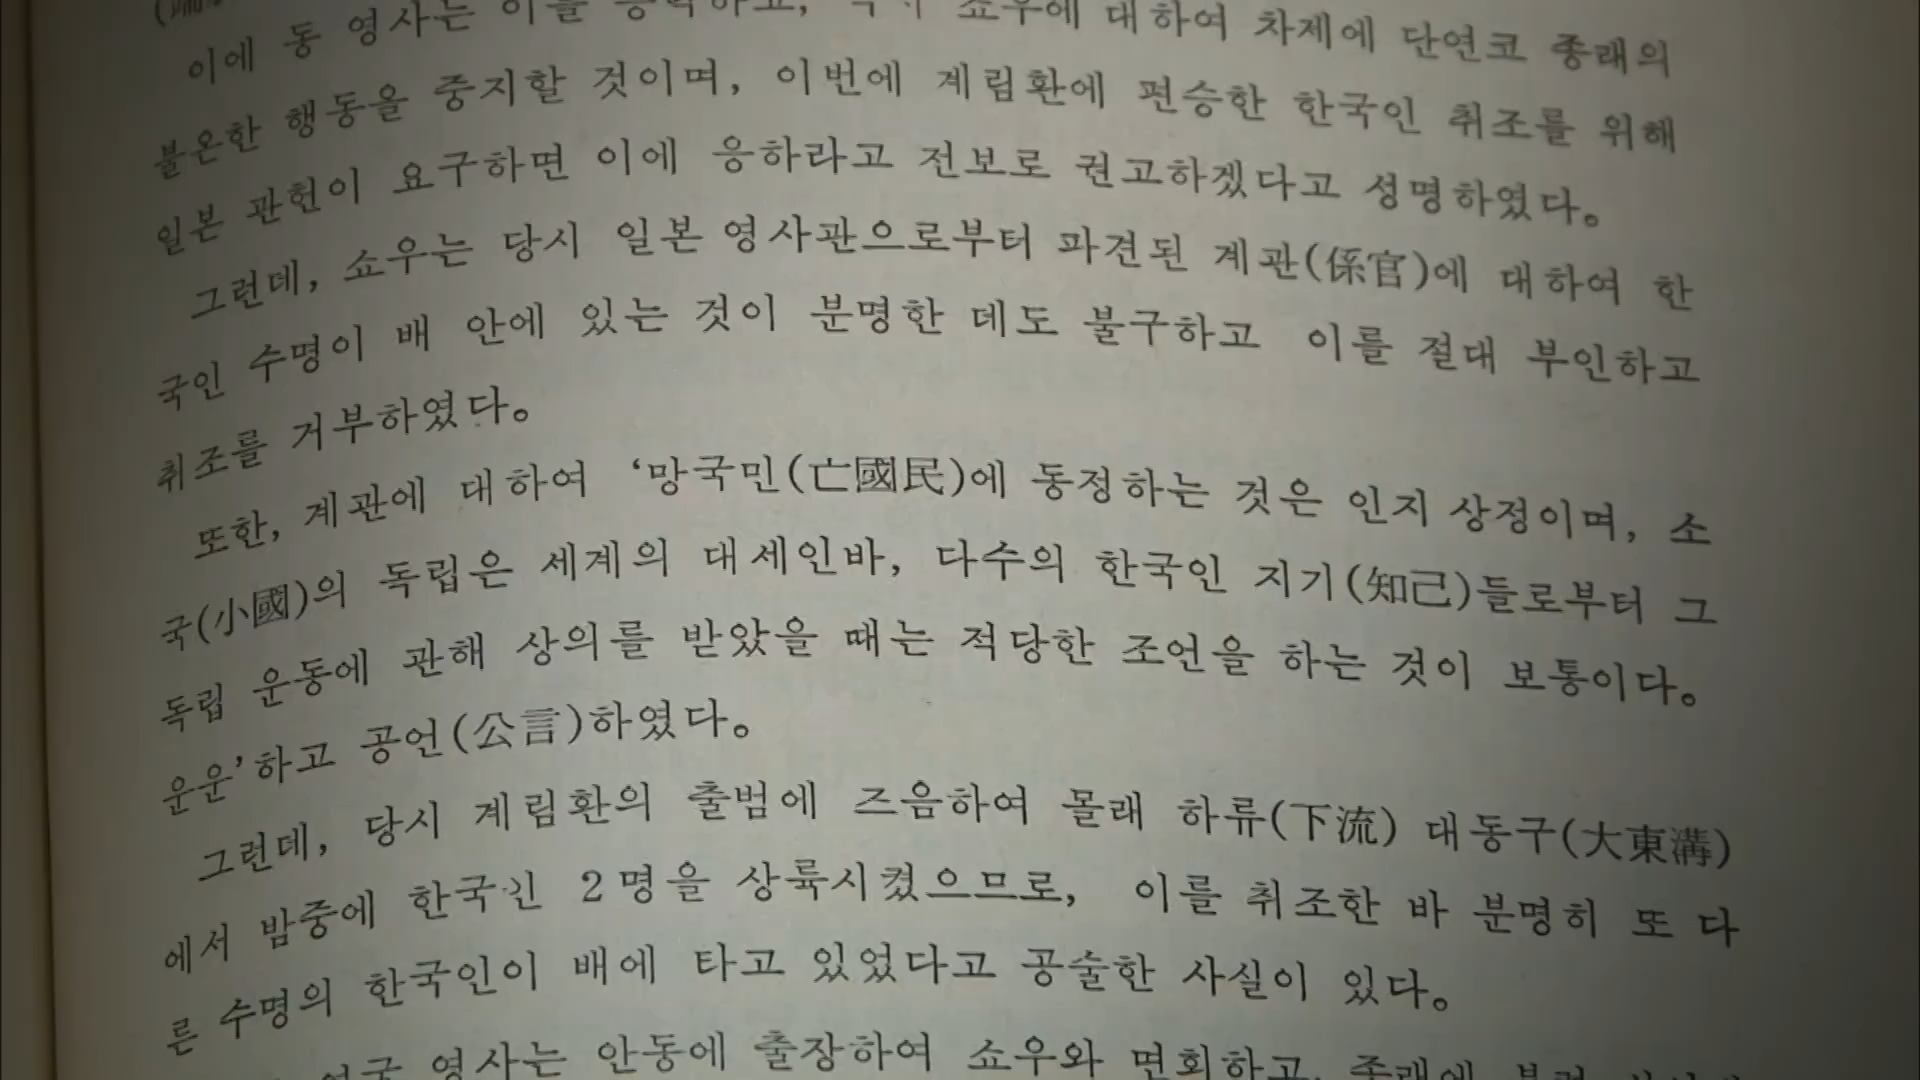 이에 동 영사는 이를 쇼우에 대하여 차제에 단연코 종래의
불온한 행동을 중지할 것이며, 이번에 계림환에 편승한 한국인 취조를 위해
일본 관헌이 요구하면 이에 응하라고 전보로 권고하겠다고 성명하였다。
그런데, 쇼우는 당시 일본 영사관으로부터 파견된 계관(係官)에 대하여 한
국인 수명이 배 안에 있는 것이 분명한 데도 불구하고 이를 절대 부인하고
취조를 거부하였다。
또한, 계관에 대하여 ‘망국민(亡國民)에 동정하는 것은 인지 상정이며, 소
국(小國)의 독립은 세계의 대세인바, 다수의 한국인 지기(知己)들로부터 그
독립 운동에 관해 상의를 받았을 때는 적당한 조언을 하는 것이 보통이다。
운운’하고 공언(公言)하였다。
그런데, 당시 계림환의 출범에 즈음하여 몰래 하류(下流) 대동구(大東溝)
에서 밤중에 한국인 2명을 상륙시켰으므로, 이를 취조한 바 분명히 또 다
른 수명의 한국인이 배에 타고 있었다고 공술한 사실이 있다。
영사는 안동에 출장하여 쇼우와 면회하고, 종래에